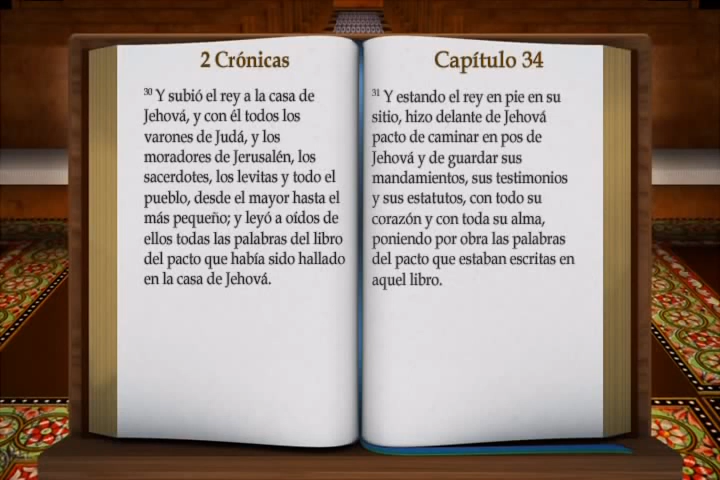 2 Crónicas
30 Y subió el rey a la casa de
Jehová, y con él todos los
varones de Judá, y los
moradores de Jerusalén, los
sacerdotes, los levitas y todo el
pueblo, desde el mayor hasta el
más pequeño; y leyó a oídos de
ellos todas las palabras del libro
del pacto que había sido hallado
en la casa de Jehová.
Capítulo 34
31 Y estando el rey en pie en su
sitio, hizo delante de Jehová
pacto de caminar en pos de
Jehová y de guardar sus
mandamientos, sus testimonios
y sus estatutos, con todo su
corazón y con toda su alma,
poniendo por obra las palabras
del pacto que estaban escritas en
aquel libro.